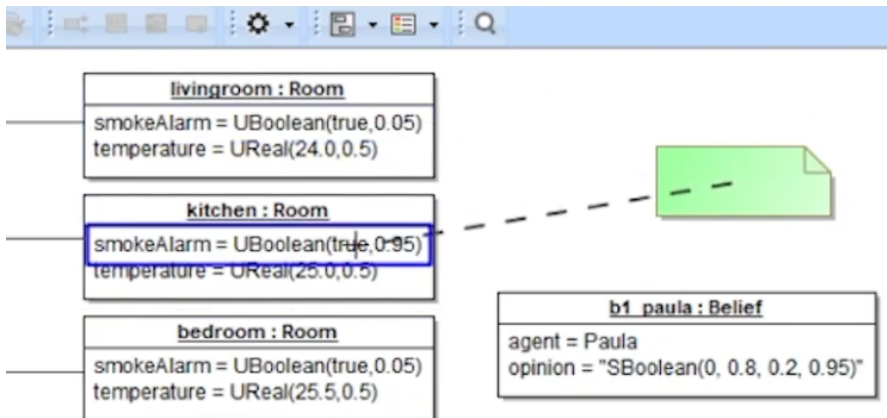 livingroom : Room
smokeAlarm = UBoolean(true,0.05)
temperature = UReal(24.0,0.5)
kitchen : Room
smokeAlarm = UBoolean(true,0.95)
temperature = UReal(25.0,0.5)
bedroom : Room
smokeAlarm = UBoolean(true,0.05)
temperature = UReal(25.5,0.5)
b1_paula : Belief
agent = Paula
opinion = "SBoolean(0, 0.8, 0.2, 0.95)"